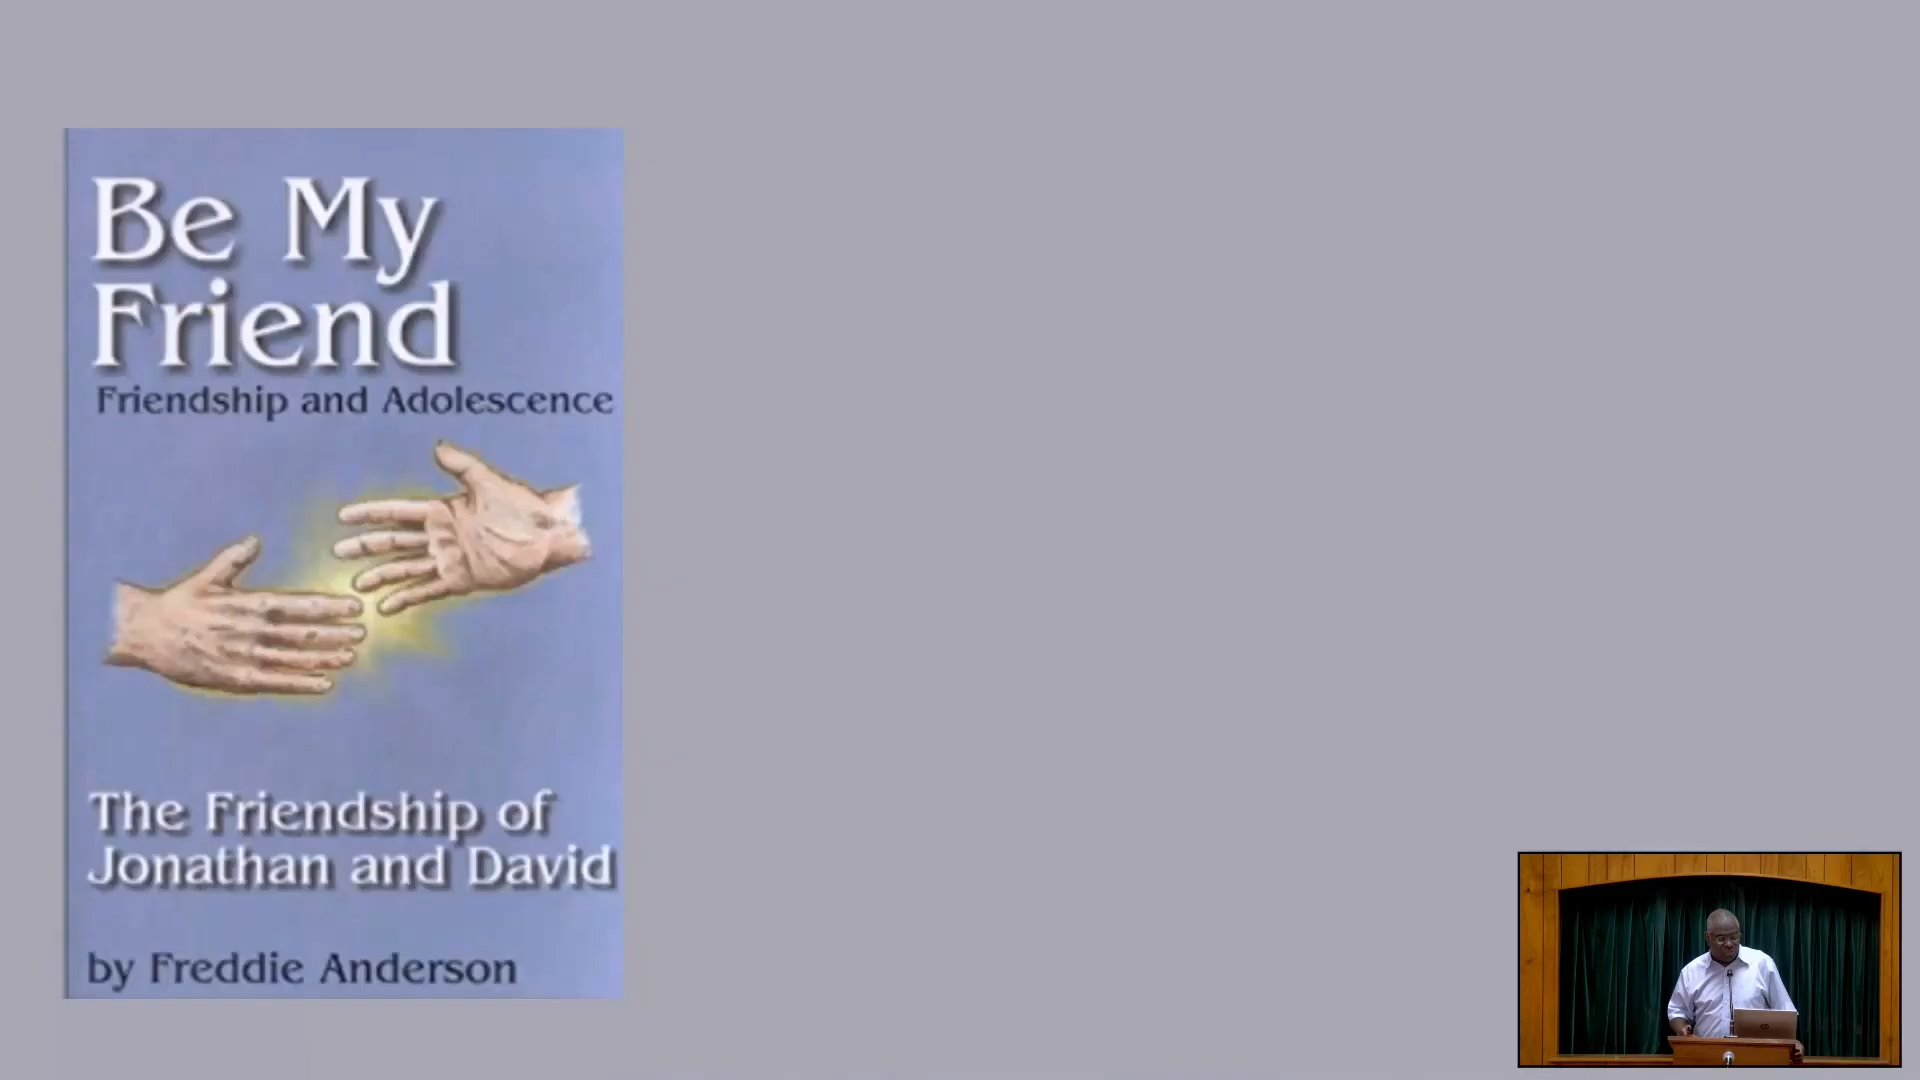 Be My
Friend
Friendship and Adolescence
The Friendship of
Jonathan and David
by Freddie Anderson